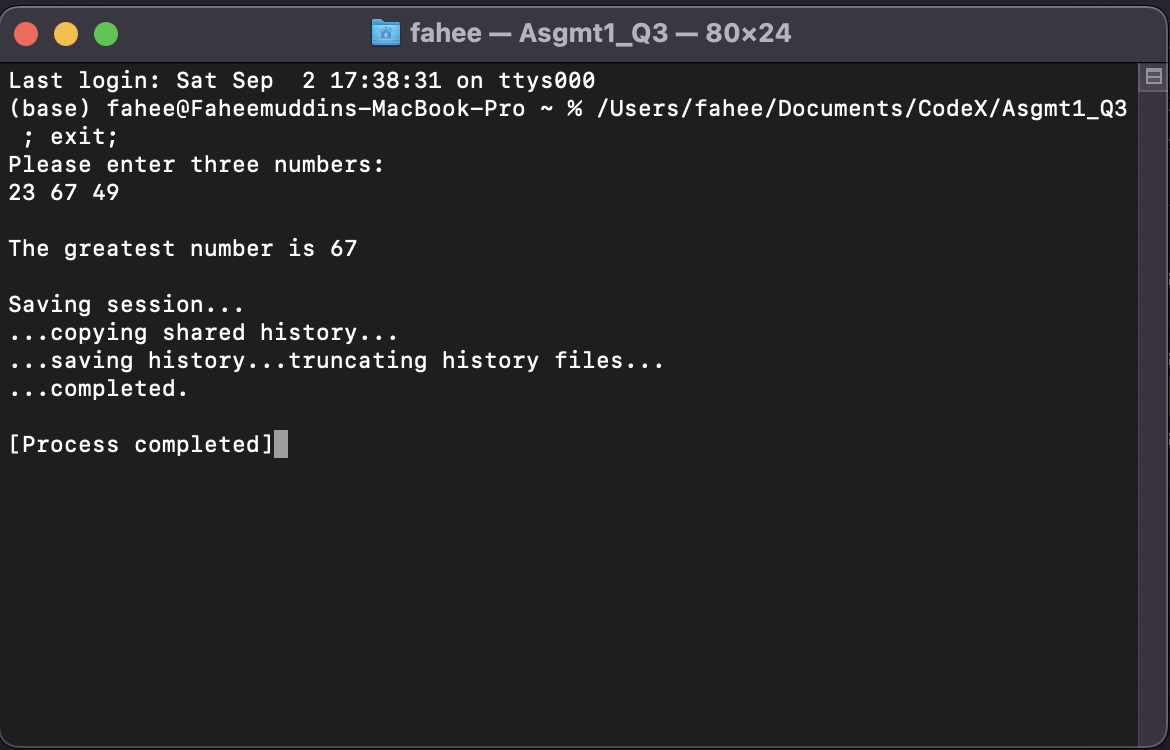 fahee — Asgmt1_Q3 — 80×24
Last login: Sat Sep  2 17:38:31 on ttys000
(base) fahee@Faheemuddins-MacBook-Pro ~ % /Users/fahee/Documents/CodeX/Asgmt1_Q3
 ; exit;
Please enter three numbers:
23 67 49

The greatest number is 67

Saving session...
...copying shared history...
...saving history...truncating history files...
...completed.

[Process completed]